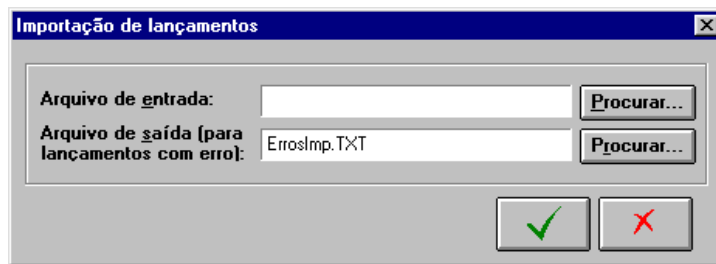 Importação de lançamentos
Arquivo de entrada:
Procurar...
Arquivo de saída (para
lançamentos com erro):
ErrosImp.TXT
Procurar...